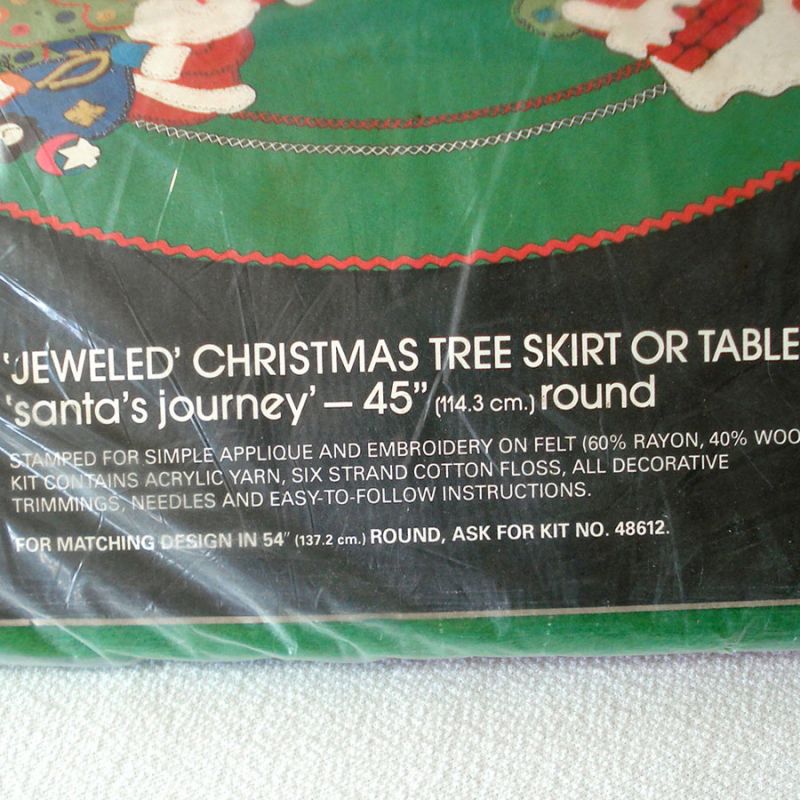 'JEWELED' CHRISTMAS TREE SKIRT OR TABLE
'santa's journey' – 45" (114.3 cm.) round
STAMPED FOR SIMPLE APPLIQUE AND EMBROIDERY ON FELT (60% RAYON, 40% WOO
KIT CONTAINS ACRYLIC YARN, SIX STRAND COTTON FLOSS, ALL DECORATIVE
TRIMMINGS, NEEDLES AND EASY-TO-FOLLOW INSTRUCTIONS.
FOR MATCHING DESIGN IN 54" (137.2 cm.) ROUND, ASK FOR KIT NO. 48612.